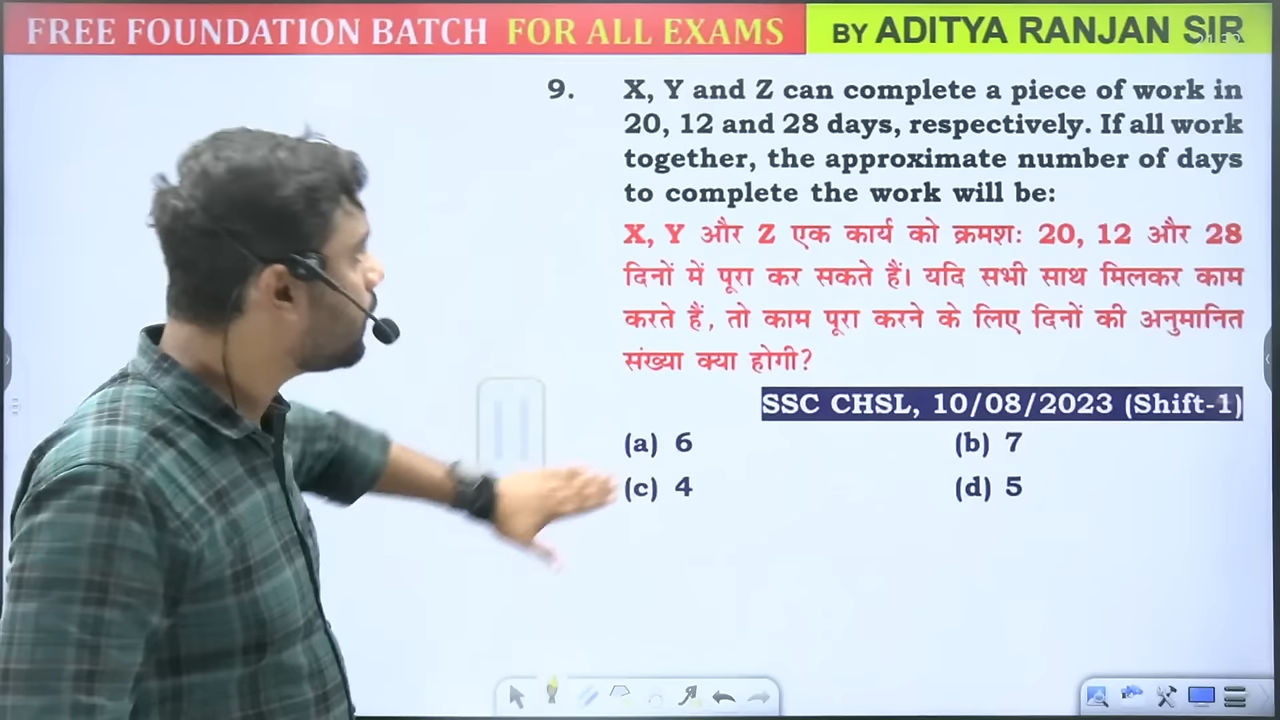 FREE FOUNDATION BATCH FOR ALL EXAMS
BY ADITYA RANJAN SIR
9. X, Y and Z can complete a piece of work in
20, 12 and 28 days, respectively. If all work
together, the approximate number of days
to complete the work will be:
X, Y और Z एक कार्य को क्रमशः 20, 12 और 28
दिनों में पूरा कर सकते हैं। यदि सभी साथ मिलकर काम
करते हैं, तो काम पूरा करने के लिए दिनों की अनुमानित
संख्या क्या होगी?
SSC CHSL, 10/08/2023 (Shift-1)
(a) 6 (b) 7
(c) 4 (d) 5